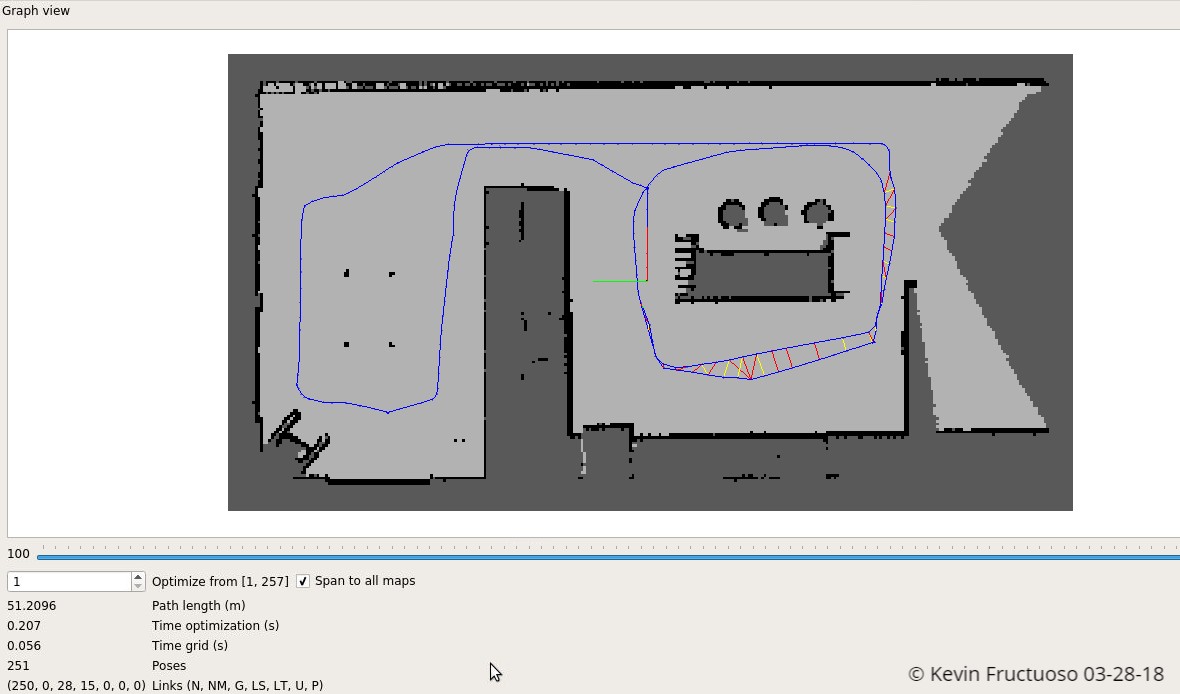 Graph view
100
1 Optimize from [1, 257] Span to all maps
51.2096 Path length (m)
0.207 Time optimization (s)
0.056 Time grid (s)
251 Poses
(250, 0, 28, 15, 0, 0, 0) Links (N, NM, G, LS, LT, U, P)
© Kevin Fructuoso 03-28-18